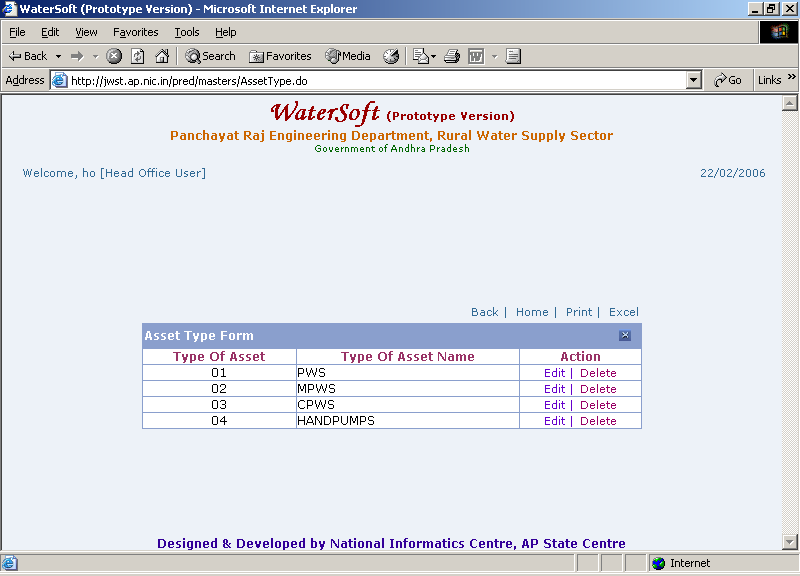 WaterSoft (Prototype Version) - Microsoft Internet Explorer
File Edit View Favorites Tools Help
Back Search Favorites Media
Address http://jwst.ap.nic.in/pred/masters/AssetType.do Go Links »
WaterSoft (Prototype Version)
Panchayat Raj Engineering Department, Rural Water Supply Sector
Government of Andhra Pradesh
Welcome, ho [Head Office User] 22/02/2006
Back | Home | Print | Excel
Asset Type Form
Type Of Asset Type Of Asset Name Action
01 PWS Edit | Delete
02 MPWS Edit | Delete
03 CPWS Edit | Delete
04 HANDPUMPS Edit | Delete
Designed & Developed by National Informatics Centre, AP State Centre
Internet